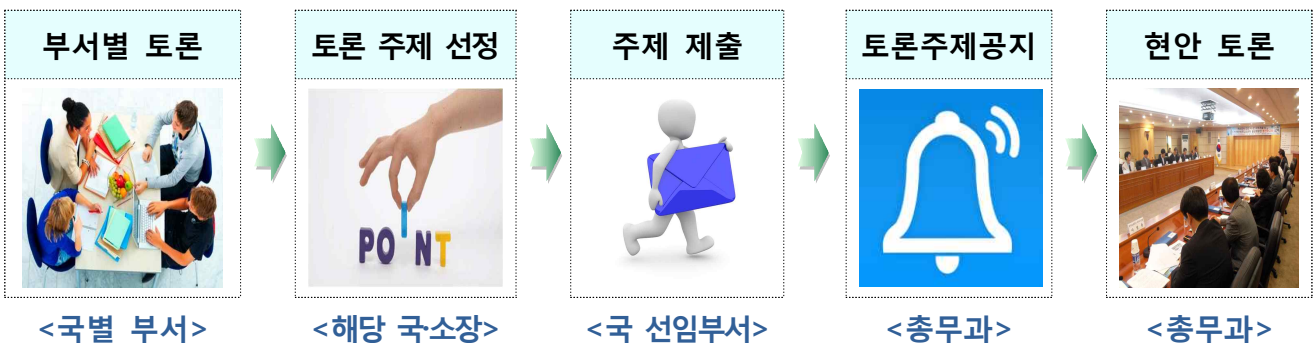 부서별 토론
토론 주제 선정
주제 제출
토론주제공지
현안 토론
PO NT
<국별 부서>
<해당 국·소장>
<국 선임부서>
<총무과>
<총무과>